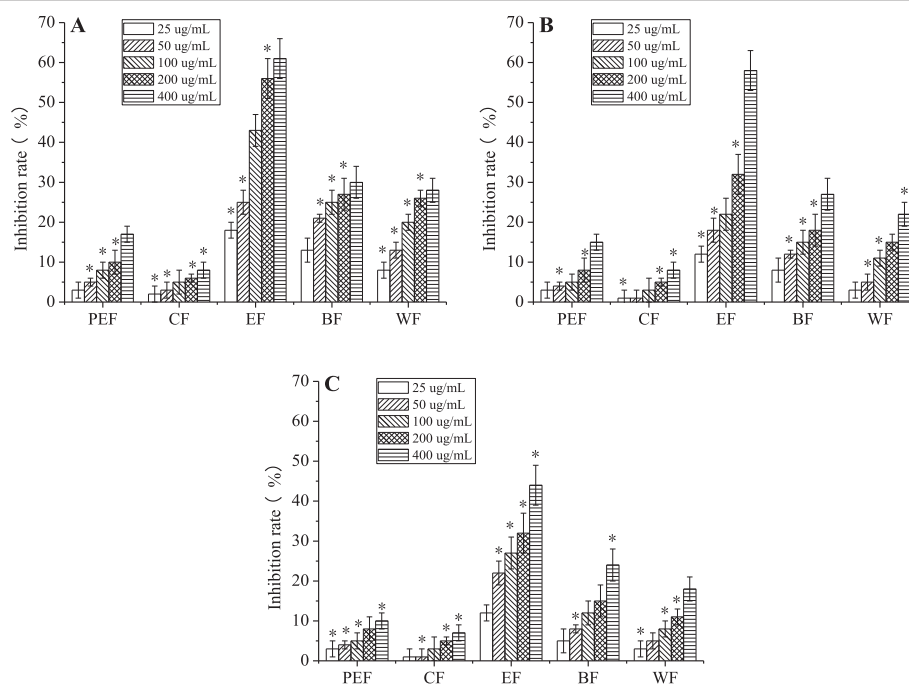 A
25 ug/mL
50 ug/mL
100 ug/mL
200 ug/mL
400 ug/mL
Inhibition rate ( %)
70
60
50
40
30
20
10
0
* * * * * * * * * * * * * * * * * *
PEF CF EF BF WF
B
25 ug/mL
50 ug/mL
100 ug/mL
200 ug/mL
400 ug/mL
Inhibition rate ( %)
70
60
50
40
30
20
10
0
* * * * * * * * * * * * * * *
PEF CF EF BF WF
C
25 ug/mL
50 ug/mL
100 ug/mL
200 ug/mL
400 ug/mL
Inhibition rate ( %)
70
60
50
40
30
20
10
0
* * * * * * * * * * * * * * * *
PEF CF EF BF WF